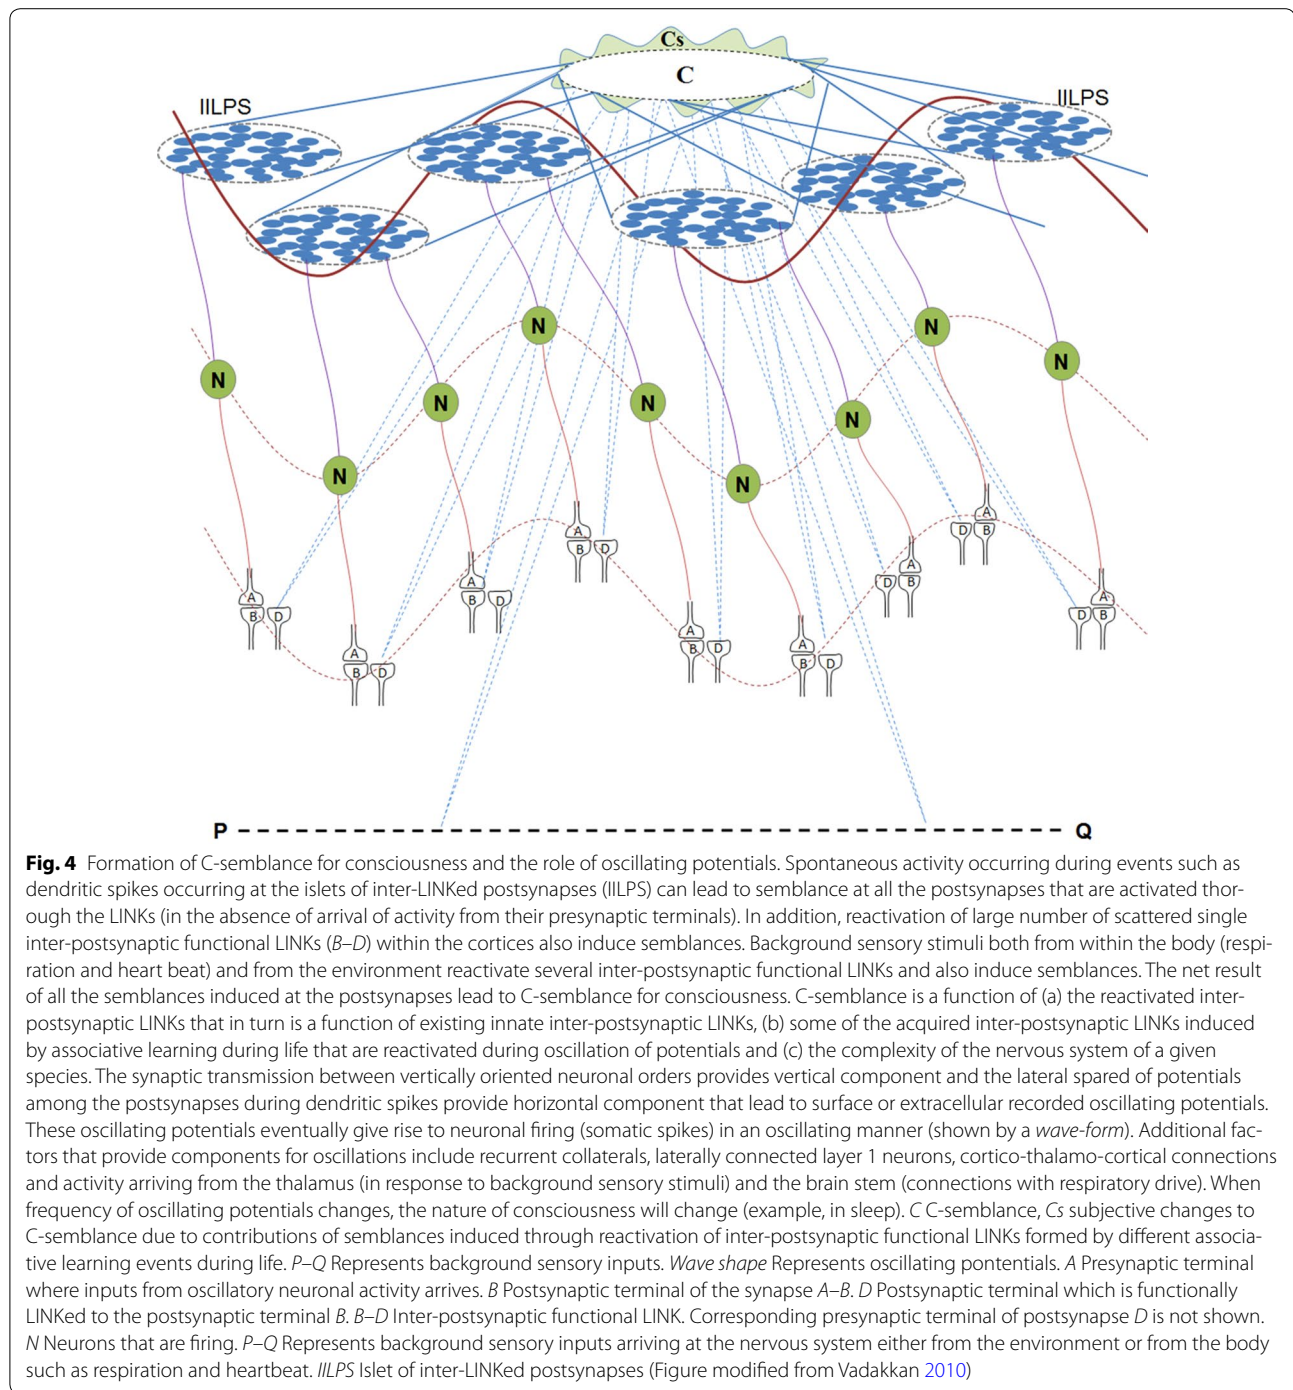 Cs
C
IILPS
IILPS
N
N
N
N
N
N
N
N
N
A
B
D
A
B
D
A
B
D
A
B
D
A
B
D
A
B
D
A
D
B
A
D
B
A
D
B
P
Q
Fig. 4 Formation of C-semblance for consciousness and the role of oscillating potentials. Spontaneous activity occurring during events such as
dendritic spikes occurring at the islets of inter-LINKed postsynapses (IILPS) can lead to semblance at all the postsynapses that are activated thor-
ough the LINKs (in the absence of arrival of activity from their presynaptic terminals). In addition, reactivation of large number of scattered single
inter-postsynaptic functional LINKs (B–D) within the cortices also induce semblances. Background sensory stimuli both from within the body (respi-
ration and heart beat) and from the environment reactivate several inter-postsynaptic functional LINKs and also induce semblances. The net result
of all the semblances induced at the postsynapses lead to C-semblance for consciousness. C-semblance is a function of (a) the reactivated inter-
postsynaptic LINKs that in turn is a function of existing innate inter-postsynaptic LINKs, (b) some of the acquired inter-postsynaptic LINKs induced
by associative learning during life that are reactivated during oscillation of potentials and (c) the complexity of the nervous system of a given
species. The synaptic transmission between vertically oriented neuronal orders provides vertical component and the lateral spared of potentials
among the postsynapses during dendritic spikes provide horizontal component that lead to surface or extracellular recorded oscillating potentials.
These oscillating potentials eventually give rise to neuronal firing (somatic spikes) in an oscillating manner (shown by a wave-form). Additional fac-
tors that provide components for oscillations include recurrent collaterals, laterally connected layer 1 neurons, cortico-thalamo-cortical connections
and activity arriving from the thalamus (in response to background sensory stimuli) and the brain stem (connections with respiratory drive). When
frequency of oscillating potentials changes, the nature of consciousness will change (example, in sleep). C C-semblance, Cs subjective changes to
C-semblance due to contributions of semblances induced through reactivation of inter-postsynaptic functional LINKs formed by different associa-
tive learning events during life. P–Q Represents background sensory inputs. Wave shape Represents oscillating pontentials. A Presynaptic terminal
where inputs from oscillatory neuronal activity arrives. B Postsynaptic terminal of the synapse A–B. D Postsynaptic terminal which is functionally
LINKed to the postsynaptic terminal B. B–D Inter-postsynaptic functional LINK. Corresponding presynaptic terminal of postsynapse D is not shown.
N Neurons that are firing. P–Q Represents background sensory inputs arriving at the nervous system either from the environment or from the body
such as respiration and heartbeat. IILPS Islet of inter-LINKed postsynapses (Figure modified from Vadakkan 2010)